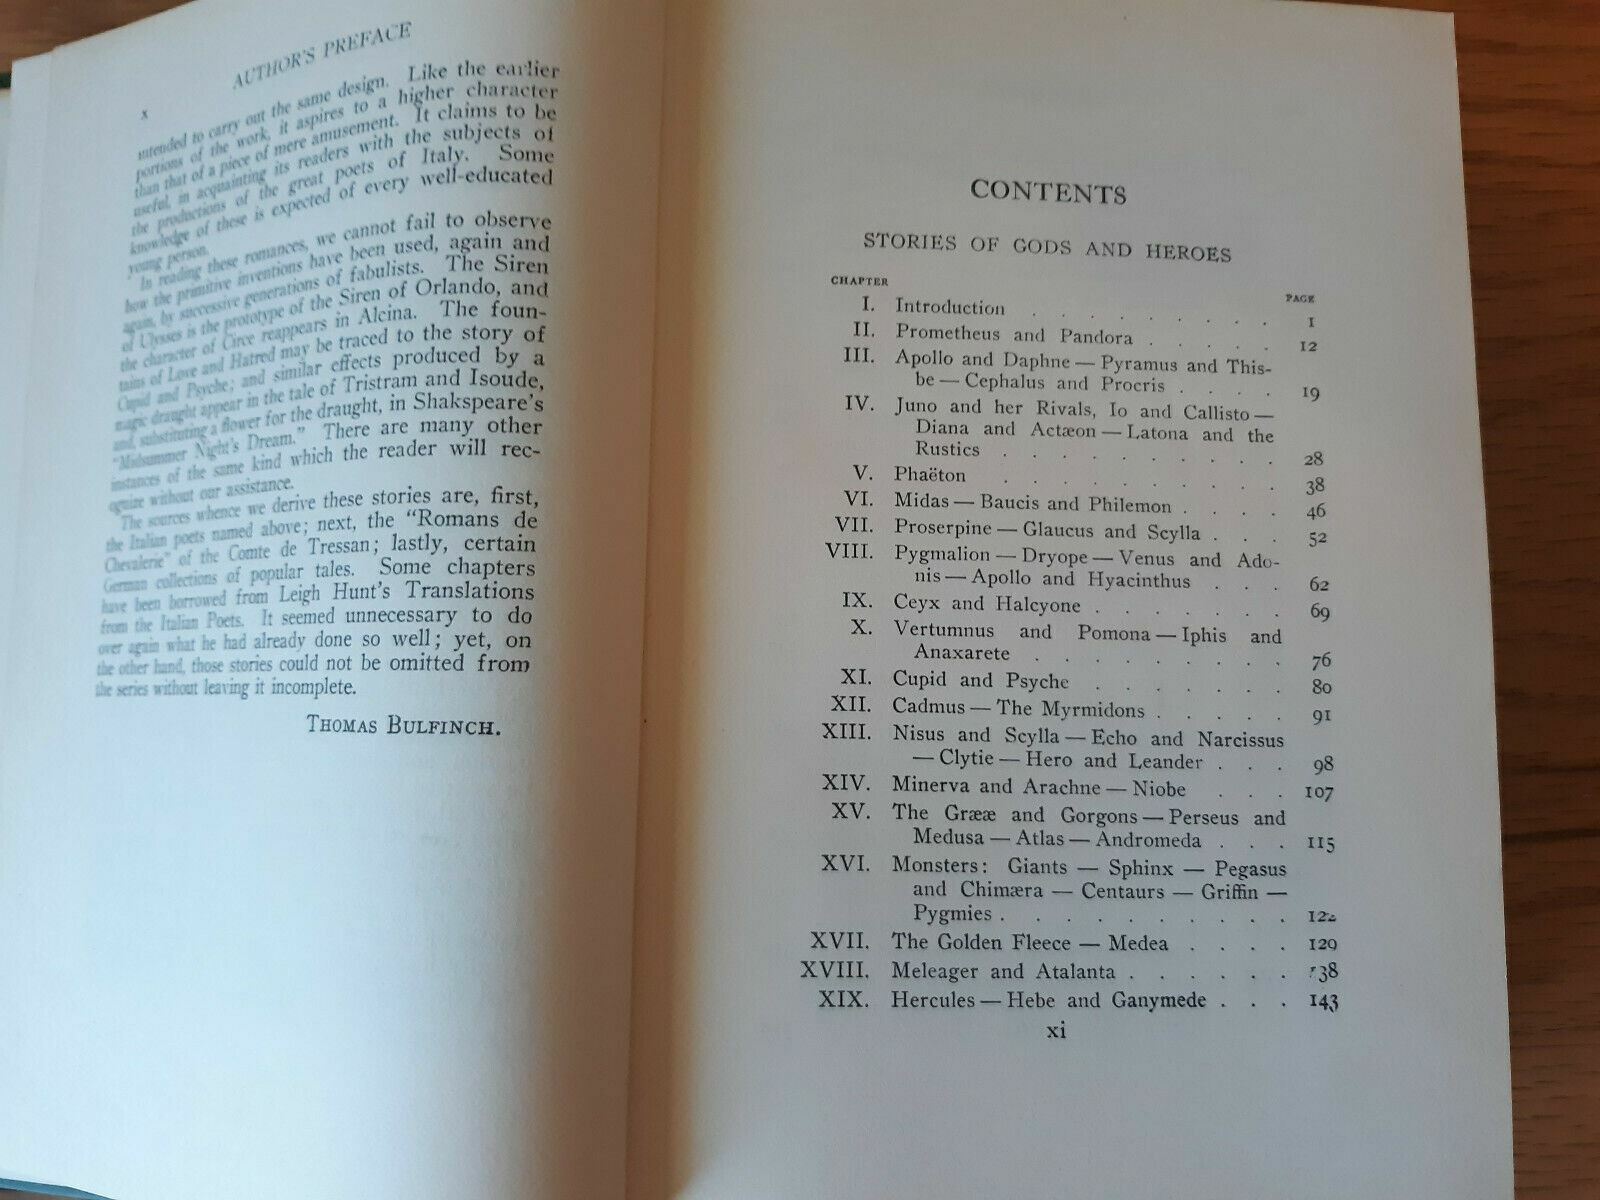 x
AUTHOR'S PREFACE
intended to carry out the same design. Like the earlier
portions of the work, it aspires to a higher character
than that of a piece of mere amusement. It claims to be
useful, in acquainting its readers with the subjects of
the productions of the great poets of Italy. Some
knowledge of these is expected of every well-educated
young person.
In reading these romances, we cannot fail to observe
how the primitive inventions have been used, again and
again, by successive generations of fabulists. The Siren
of Ulysses is the prototype of the Siren of Orlando, and
the character of Circe reappears in Alcina. The foun-
tains of Love and Hatred may be traced to the story of
Cupid and Psyche; and similar effects produced by a
magic draught appear in the tale of Tristram and Isoude,
and, substituting a flower for the draught, in Shakspeare's
"Midsummer Night's Dream." There are many other
instances of the same kind which the reader will rec-
ognize without our assistance.
The sources whence we derive these stories are, first,
the Italian poets named above; next, the "Romans de
Chevalerie" of the Comte de Tressan; lastly, certain
German collections of popular tales. Some chapters
have been borrowed from Leigh Hunt's Translations
from the Italian Poets. It seemed unnecessary to do
over again what he had already done so well; yet, on
the other hand, those stories could not be omitted from
the series without leaving it incomplete.
THOMAS BULFINCH.
CONTENTS
STORIES OF GODS AND HEROES
CHAPTER PAGE
I. Introduction . . . . . . . . . 1
II. Prometheus and Pandora . . . . . 12
III. Apollo and Daphne — Pyramus and This-
be — Cephalus and Procris . . . . 19
IV. Juno and her Rivals, Io and Callisto —
Diana and Actæon — Latona and the
Rustics . . . . . . . . . . 28
V. Phaëton . . . . . . . . . . 38
VI. Midas — Baucis and Philemon . . . . 46
VII. Proserpine — Glaucus and Scylla . . . 52
VIII. Pygmalion — Dryope — Venus and Ado-
nis — Apollo and Hyacinthus . . . 62
IX. Ceyx and Halcyone . . . . . . . 69
X. Vertumnus and Pomona — Iphis and
Anaxarete . . . . . . . . . 76
XI. Cupid and Psyche . . . . . . . 80
XII. Cadmus — The Myrmidons . . . . . 91
XIII. Nisus and Scylla — Echo and Narcissus
— Clytie — Hero and Leander . . . 98
XIV. Minerva and Arachne — Niobe . . . 107
XV. The Grææ and Gorgons — Perseus and
Medusa — Atlas — Andromeda . . . 115
XVI. Monsters: Giants — Sphinx — Pegasus
and Chimæra — Centaurs — Griffin —
Pygmies . . . . . . . . . . 122
XVII. The Golden Fleece — Medea . . . . 129
XVIII. Meleager and Atalanta . . . . . . 138
XIX. Hercules — Hebe and Ganymede . . . 143
xi